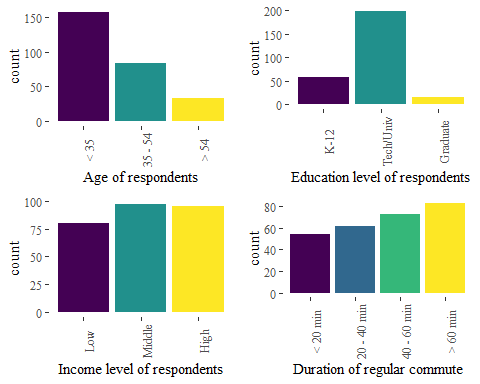 count
150
100
50
0
< 35
35 - 54
> 54
Age of respondents
count
200
150
100
50
0
K-12
Tech/Univ
Graduate
Education level of respondents
count
100
75
50
25
0
Low
Middle
High
Income level of respondents
count
80
60
40
20
0
< 20 min
20 - 40 min
40 - 60 min
> 60 min
Duration of regular commute